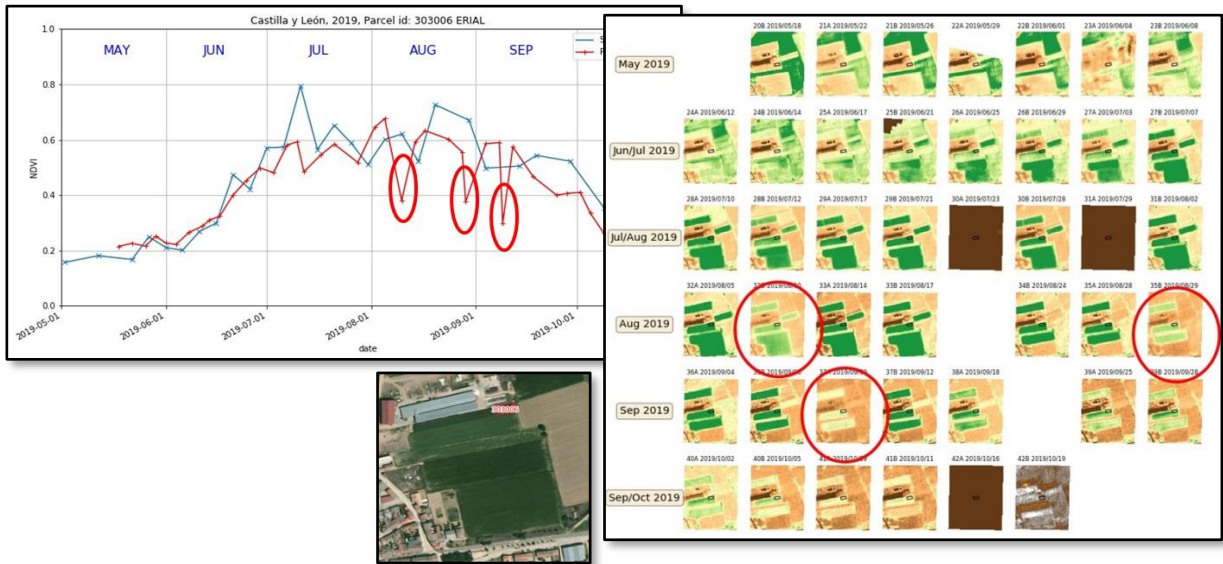 Castilla y León, 2019, Parcel id: 303006 ERIAL
1.0
0.8
0.6
0.4
0.2
0.0
NDVI
MAY JUN JUL AUG SEP
2019-05-01 2019-06-01 2019-07-01 2019-08-01 2019-09-01 2019-10-01
date
303006
20B 2019/05/18 21A 2019/05/22 21B 2019/05/26 22A 2019/05/29 22B 2019/06/01 23A 2019/06/04 23B 2019/06/08
May 2019
24A 2019/06/12 24B 2019/06/14 25A 2019/06/17 25B 2019/06/21 26A 2019/06/25 26B 2019/06/29 27A 2019/07/03 27B 2019/07/07
Jun/Jul 2019
28A 2019/07/10 28B 2019/07/12 29A 2019/07/17 29B 2019/07/21 30A 2019/07/23 30B 2019/07/28 31A 2019/07/29 31B 2019/08/02
Jul/Aug 2019
32A 2019/08/05 33A 2019/08/14 33B 2019/08/17 34B 2019/08/24 35A 2019/08/28 35B 2019/08/29
Aug 2019
36A 2019/09/04 37B 2019/09/12 38A 2019/09/18 39A 2019/09/25 39B 2019/09/28
Sep 2019
40A 2019/10/02 40B 2019/10/05 41B 2019/10/11 42A 2019/10/16 42B 2019/10/19
Sep/Oct 2019